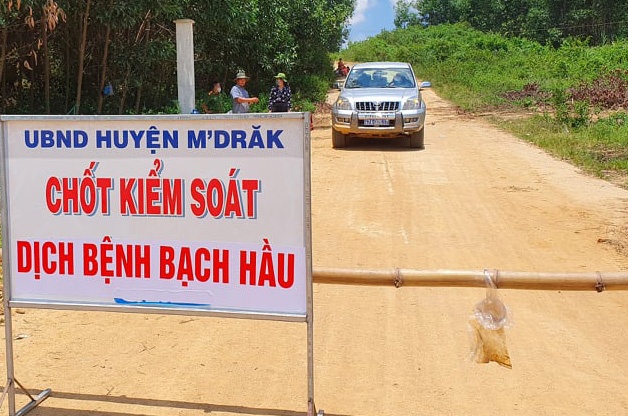 UBND HUYỆN M'DRĂK
CHỐT KIỂM SOÁT
DỊCH BỆNH BẠCH HẦU